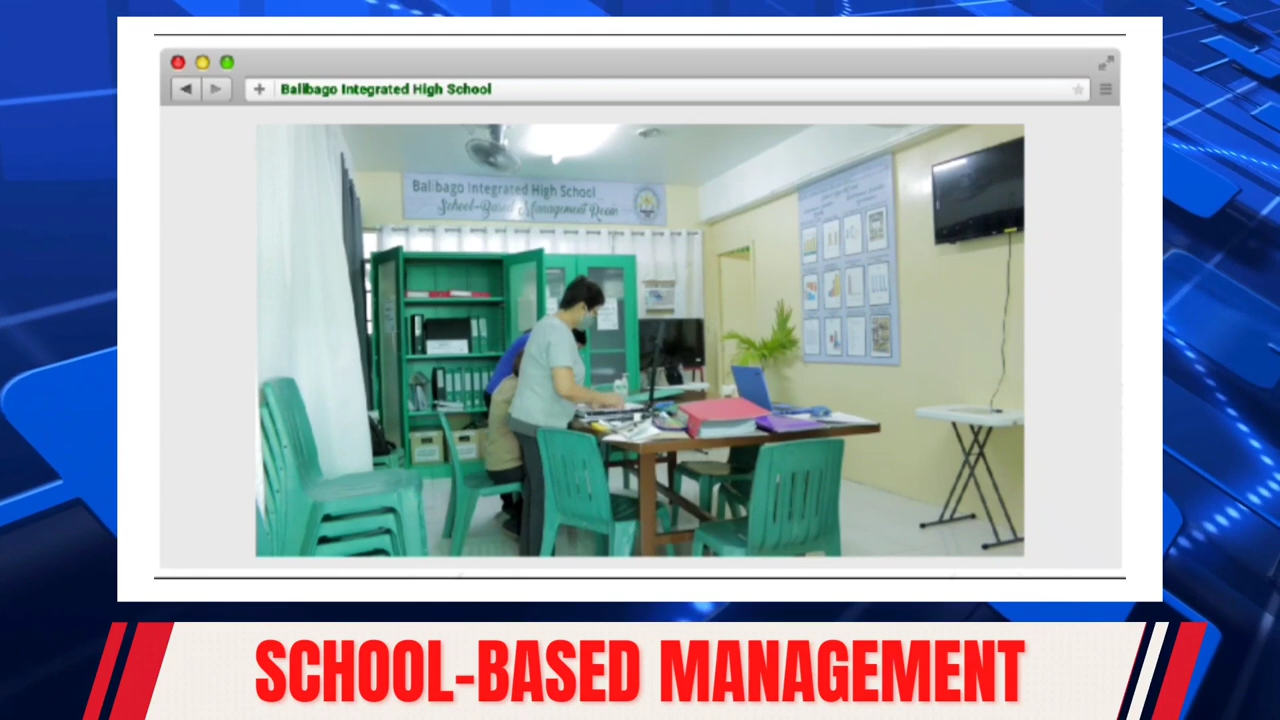 Balibago Integrated High School
Balibago Integrated High School
School-Based Management Room
SCHOOL-BASED MANAGEMENT